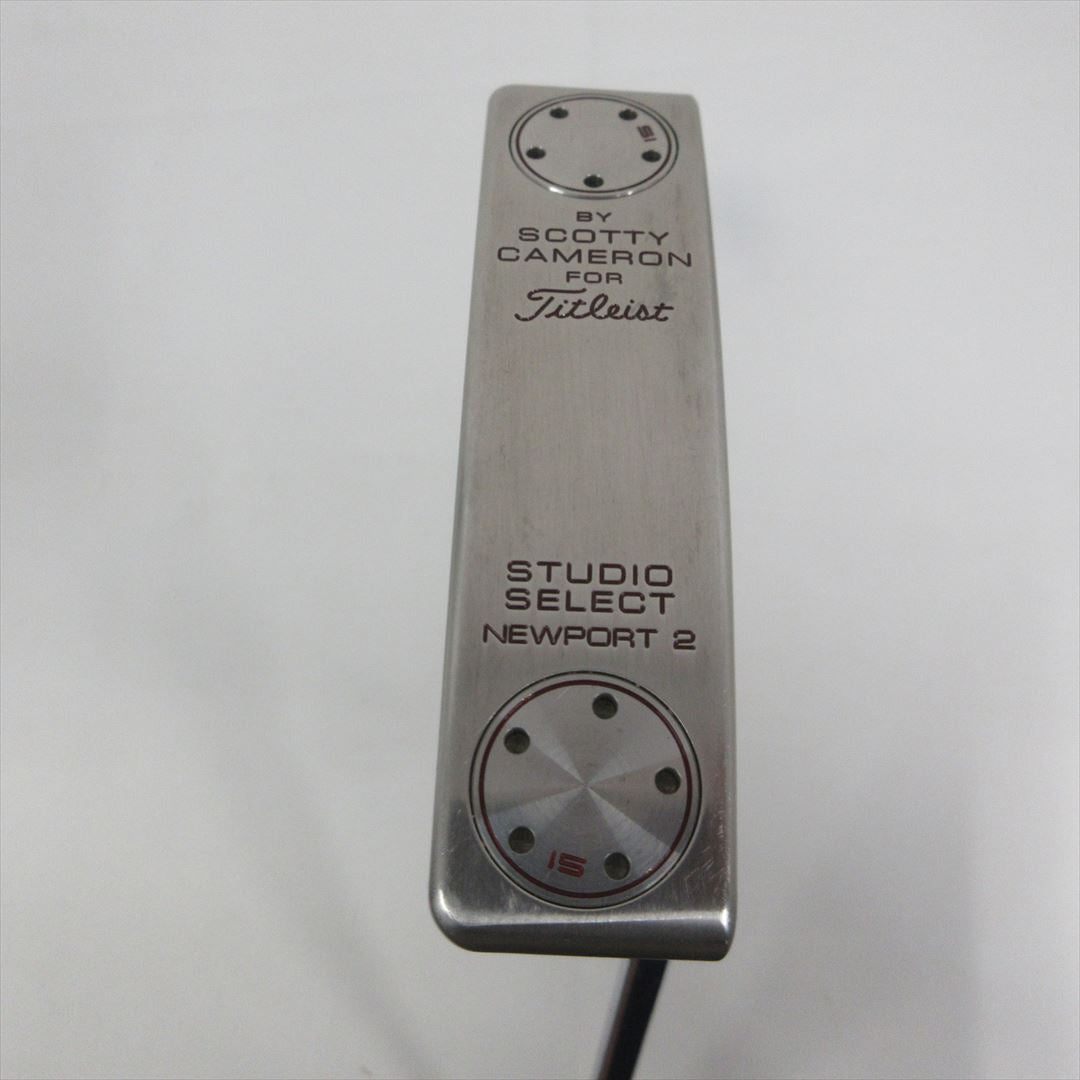 15
BY
SCOTTY
CAMERON
FOR
Titleist
STUDIO
SELECT
NEWPORT 2
15